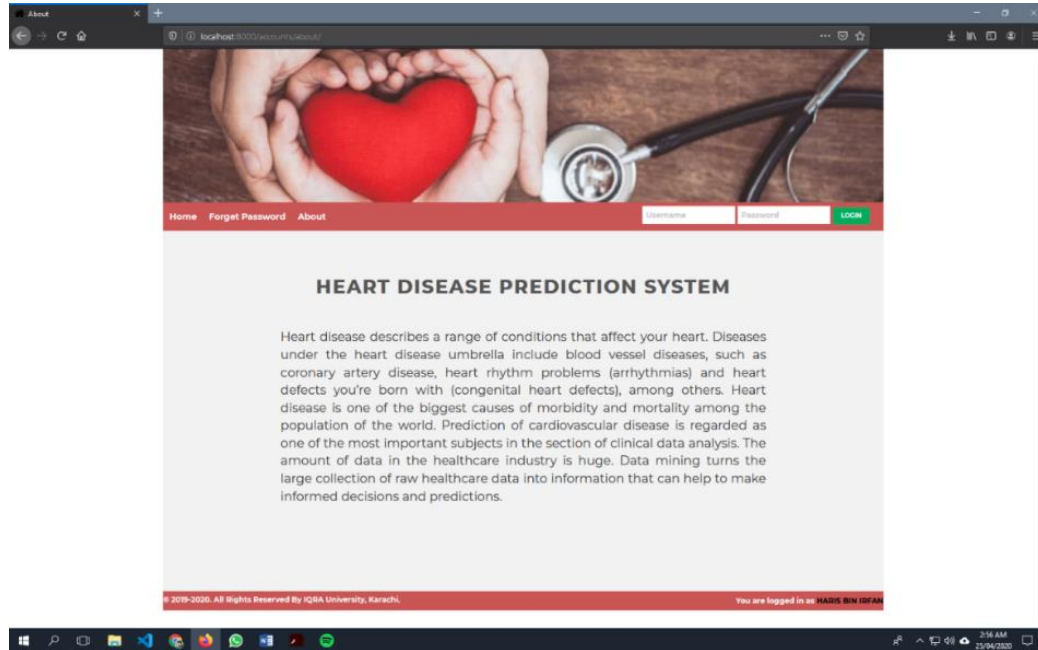 About
localhost:8000/accounts/about/
Home Forget Password About
Username Password LOGIN
HEART DISEASE PREDICTION SYSTEM
Heart disease describes a range of conditions that affect your heart. Diseases
under the heart disease umbrella include blood vessel diseases, such as
coronary artery disease, heart rhythm problems (arrhythmias) and heart
defects you're born with (congenital heart defects), among others. Heart
disease is one of the biggest causes of morbidity and mortality among the
population of the world. Prediction of cardiovascular disease is regarded as
one of the most important subjects in the section of clinical data analysis. The
amount of data in the healthcare industry is huge. Data mining turns the
large collection of raw healthcare data into information that can help to make
informed decisions and predictions.
© 2019-2020. All Rights Reserved By IQRA University, Karachi.
You are logged in as HARIS BIN IRFAN
2:56 AM
25/04/2020